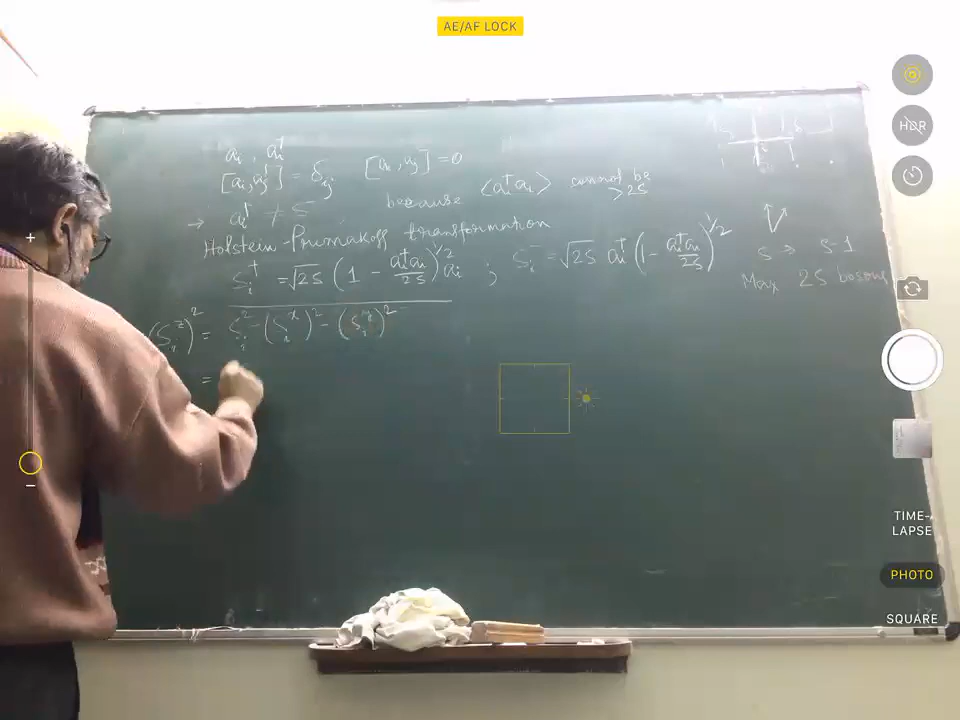 AE/AF LOCK
HDR
a_i , a_i†
[a_i, a_j†] = δ_ij [a_i, a_j] = 0
because <a_i† a_i> cannot be > 2S
→ a_i† ≠ S⁻
Holstein-Primakoff transformation
S_i† = √2S (1 - a_i†a_i/2S)^1/2 a_i ; S_i⁻ = √2S a_i† (1 - a_i†a_i/2S)^1/2
S → S-1
Max 2S bosons
(S_i^z)² = S_i² - (S_i^x)² - (S_i^y)²
=
TIME-LAPSE
PHOTO
SQUARE